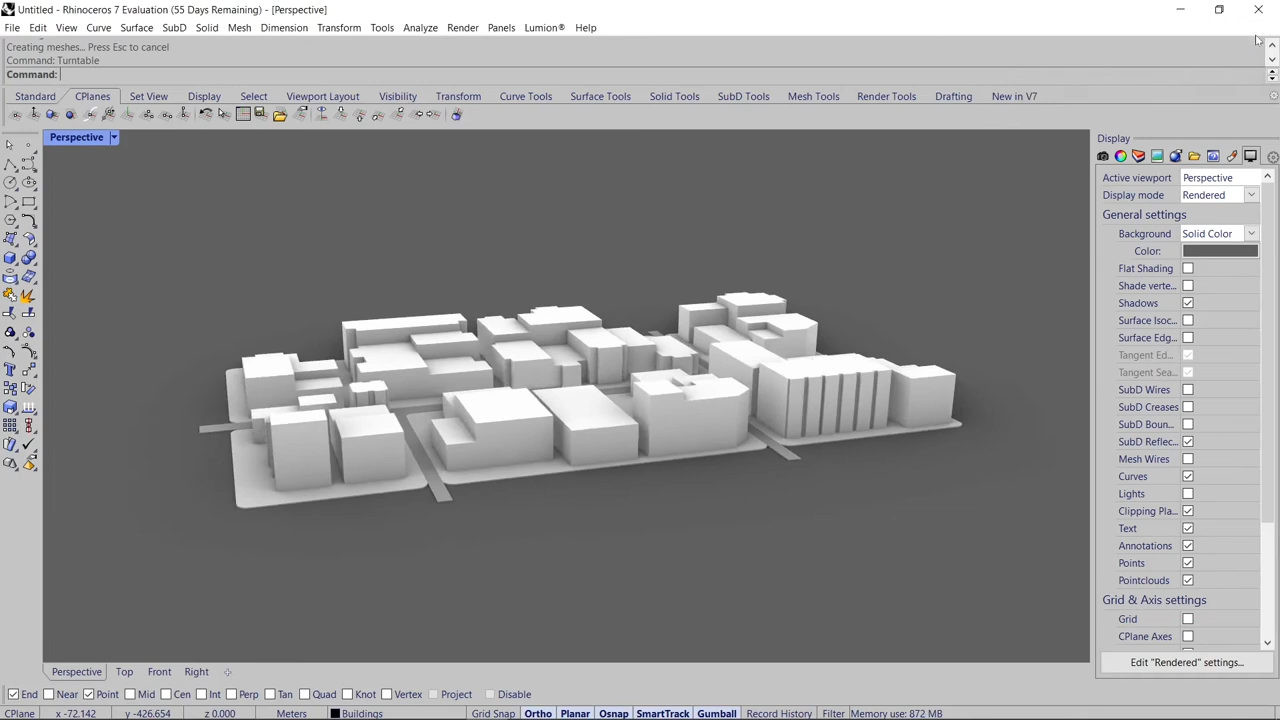 Untitled - Rhinoceros 7 Evaluation (55 Days Remaining) - [Perspective]
File Edit View Curve Surface SubD Solid Mesh Dimension Transform Tools Analyze Render Panels Lumion® Help
Creating meshes... Press Esc to cancel
Command: Turntable
Command:
Standard CPlanes Set View Display Select Viewport Layout Visibility Transform Curve Tools Surface Tools Solid Tools SubD Tools Mesh Tools Render Tools Drafting New in V7
Perspective
Display
Active viewport Perspective
Display mode Rendered
General settings
Background Solid Color
Color:
Flat Shading
Shade verte...
Shadows
Surface Isoc...
Surface Edg...
Tangent Ed...
Tangent Sea...
SubD Wires
SubD Creases
SubD Boun...
SubD Reflec...
Mesh Wires
Curves
Lights
Clipping Pla...
Text
Annotations
Points
Pointclouds
Grid & Axis settings
Grid
CPlane Axes
Edit "Rendered" settings...
Perspective Top Front Right
End Near Point Mid Cen Int Perp Tan Quad Knot Vertex Project Disable
CPlane x -72.142 y -426.654 z 0.000 Meters Buildings Grid Snap Ortho Planar Osnap SmartTrack Gumball Record History Filter Memory use: 872 MB